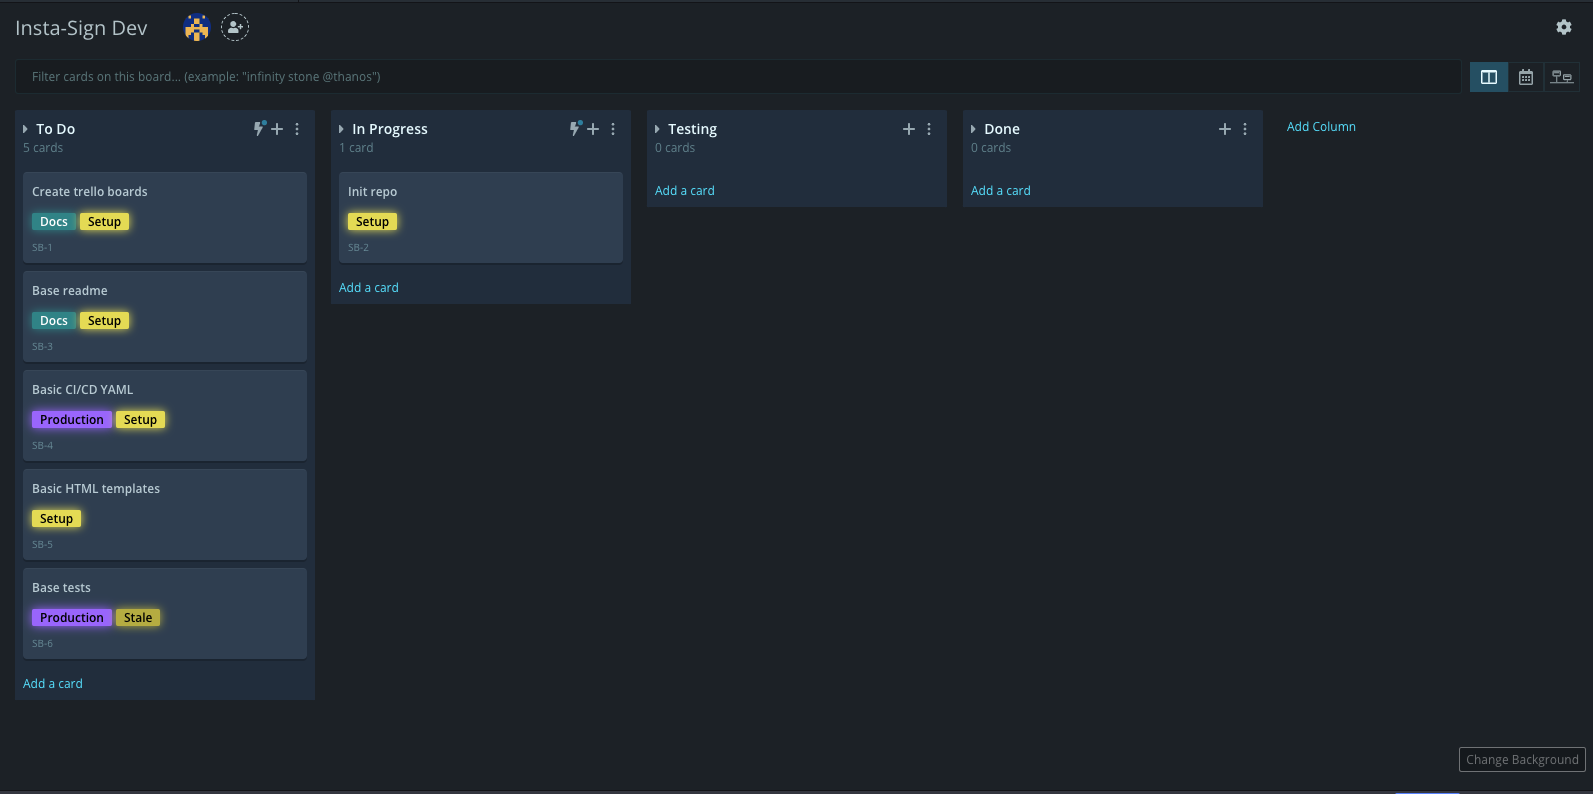 Insta-Sign Dev
Filter cards on this board... (example: "infinity stone @thanos")
To Do
5 cards
Create trello boards
Docs Setup
SB-1
Base readme
Docs Setup
SB-3
Basic CI/CD YAML
Production Setup
SB-4
Basic HTML templates
Setup
SB-5
Base tests
Production Stale
SB-6
Add a card
In Progress
1 card
Init repo
Setup
SB-2
Add a card
Testing
0 cards
Add a card
Done
0 cards
Add a card
Add Column
Change Background